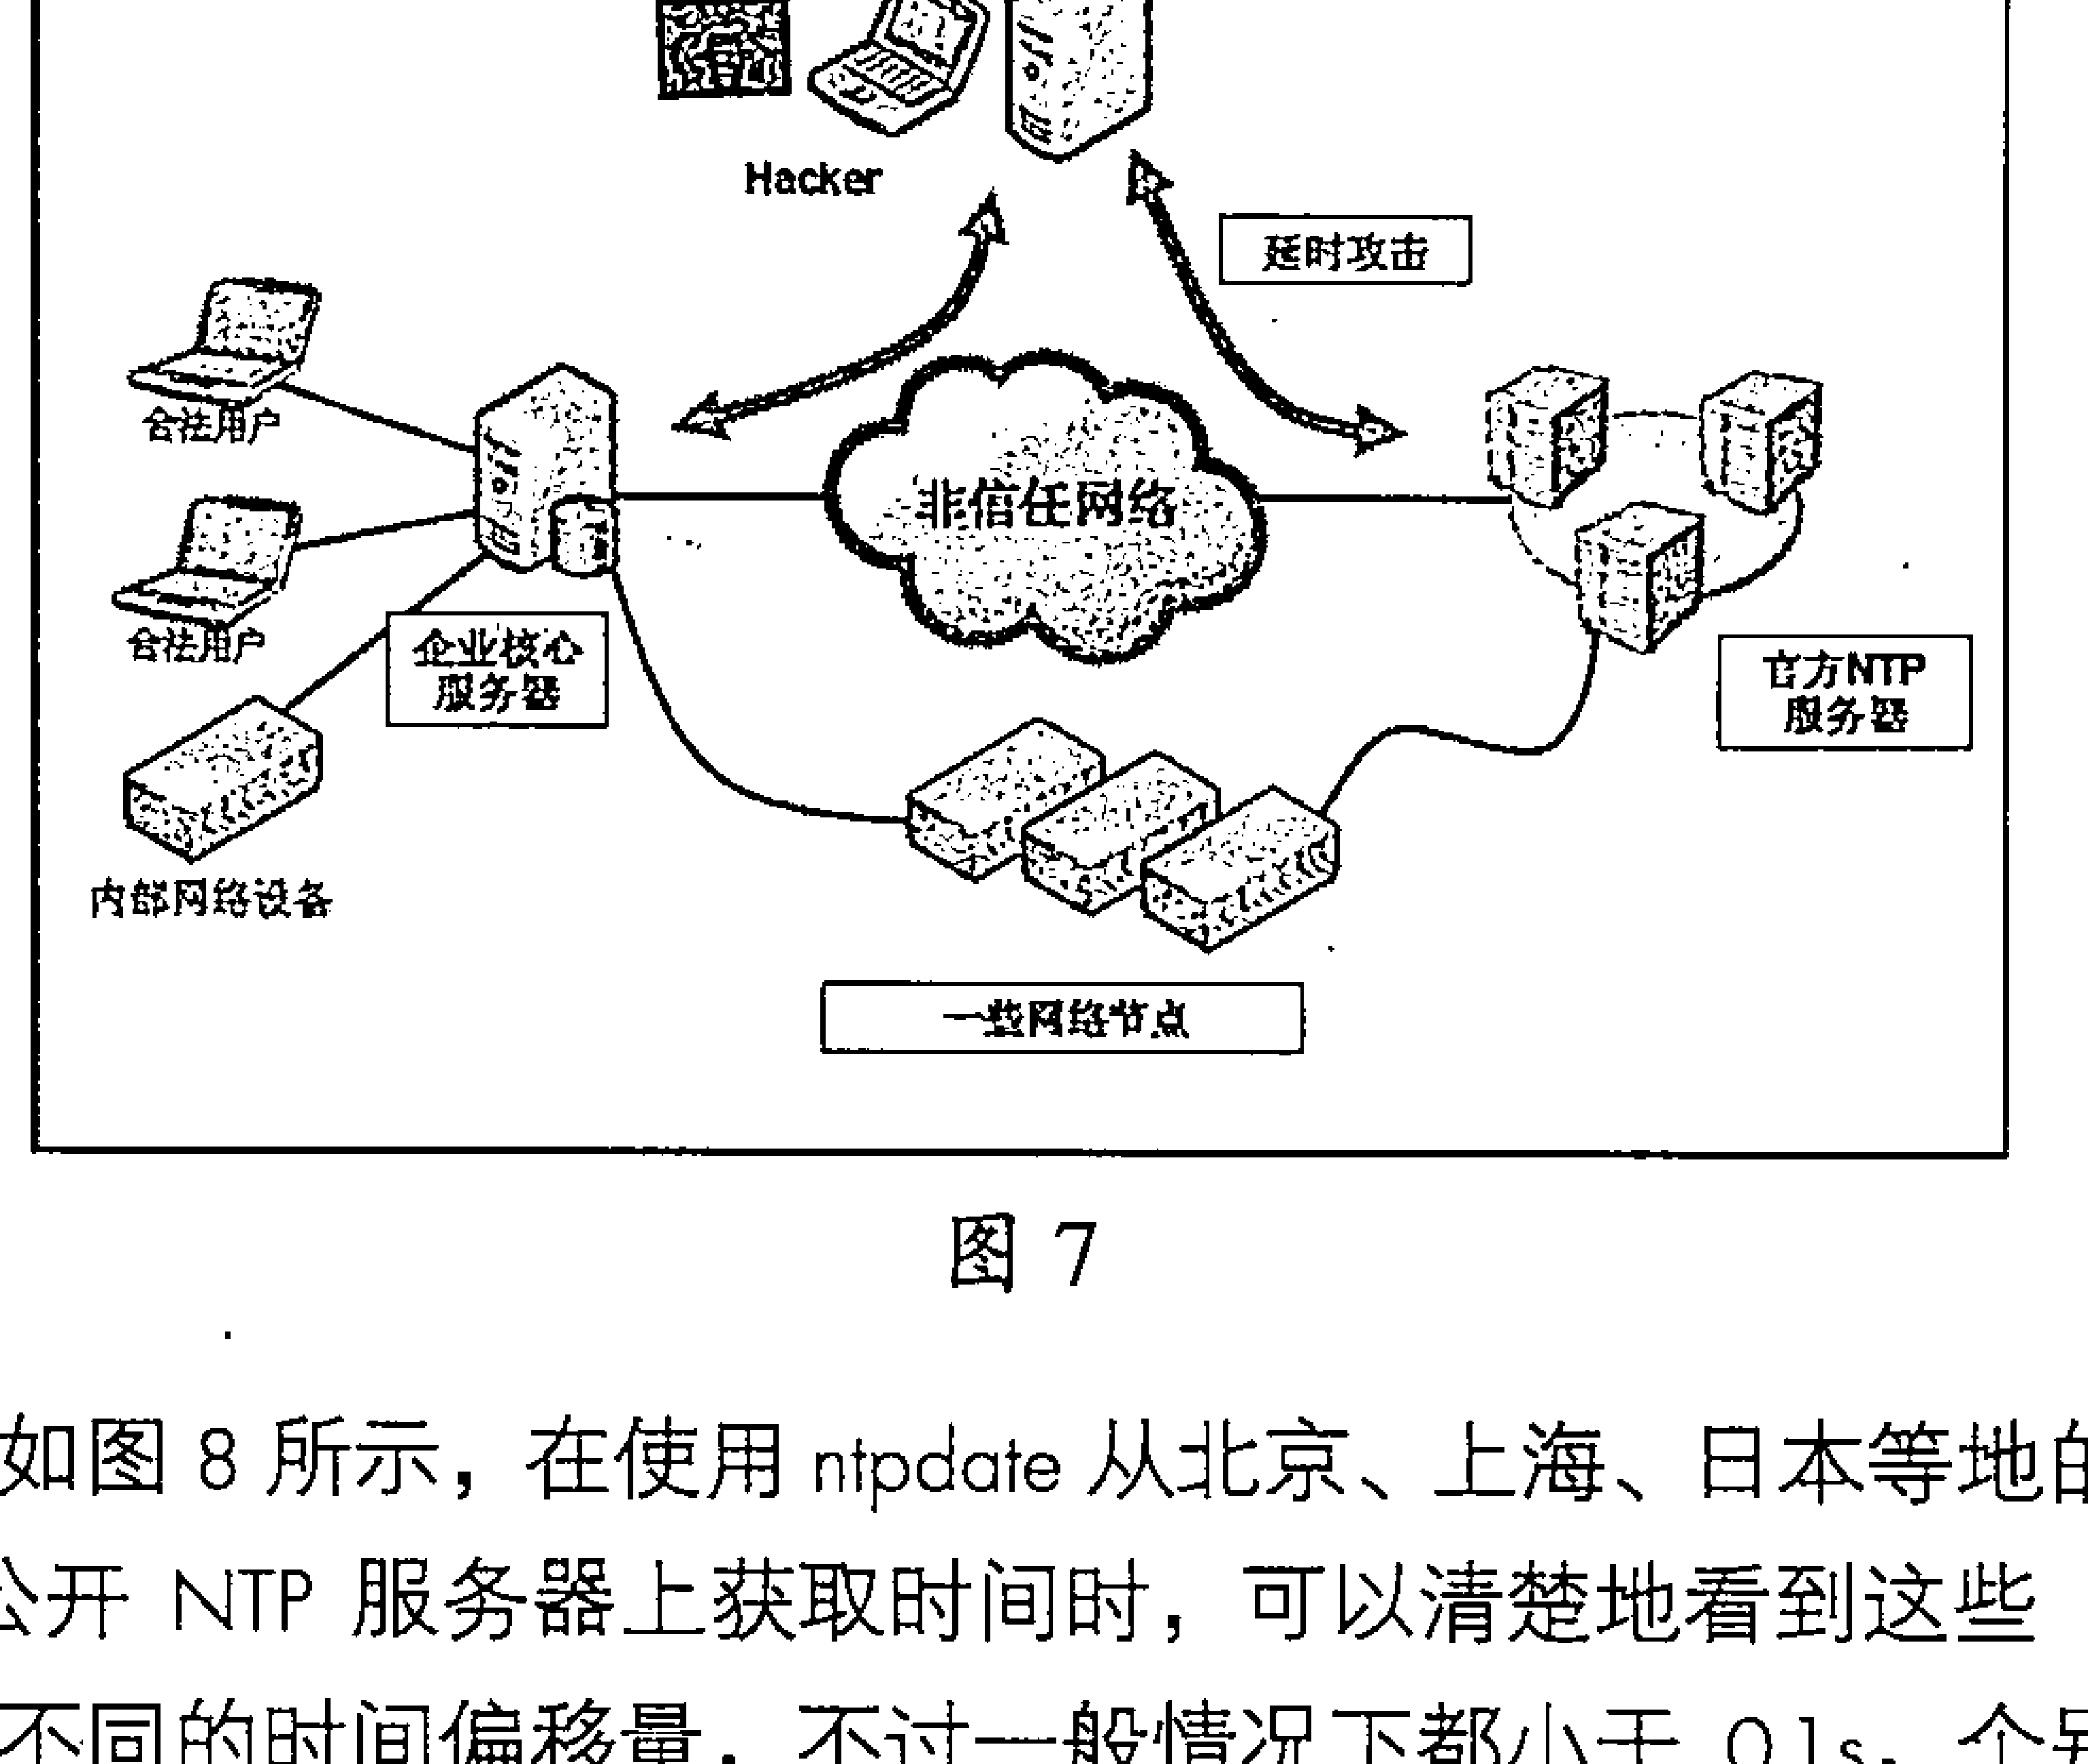 Hacker
延时攻击
合法用户
非信任网络
合法用户
企业核心
服务器
官方NTP
服务器
内部网络设备
一些网络节点
图 7
如图 8 所示，在使用 ntpdate 从北京、上海、日本等地的
公开 NTP 服务器上获取时间时，可以清楚地看到这些
不同的时间偏移量，不过一般情况下都小于 0.1s，个别